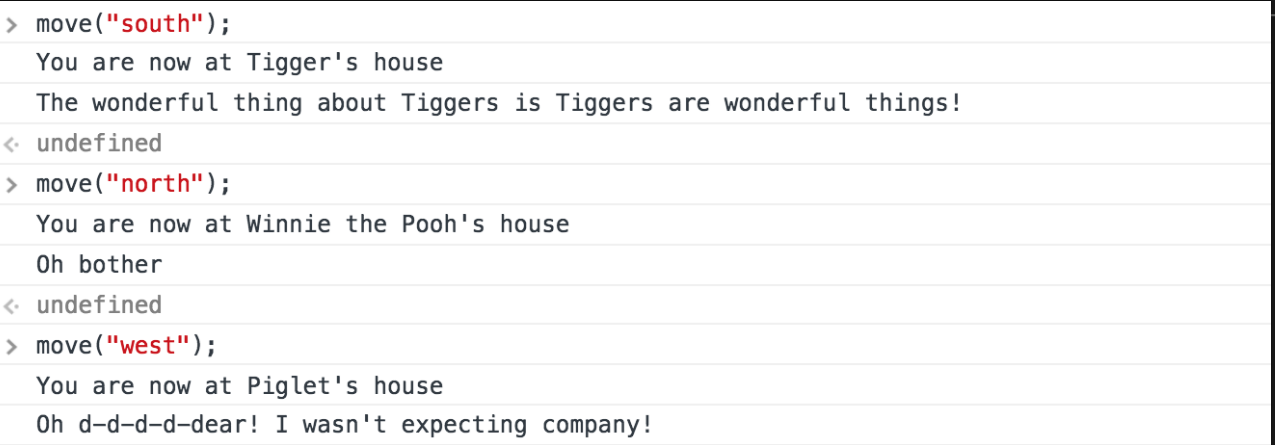 > move("south");
You are now at Tigger's house
The wonderful thing about Tiggers is Tiggers are wonderful things!
undefined
> move("north");
You are now at Winnie the Pooh's house
Oh bother
undefined
> move("west");
You are now at Piglet's house
Oh d-d-d-d-dear! I wasn't expecting company!